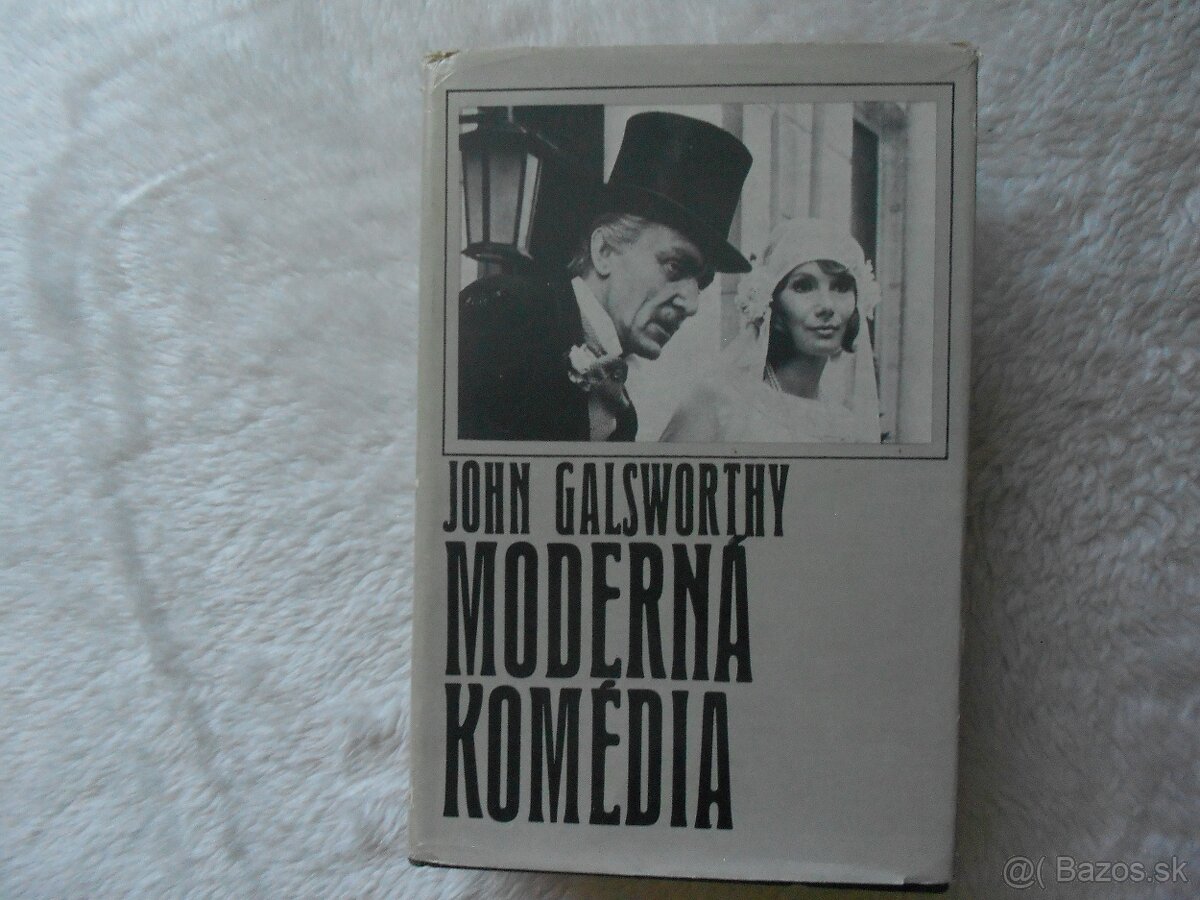 JOHN GALSWORTHY
MODERNÁ
KOMÉDIA
@( Bazos.sk